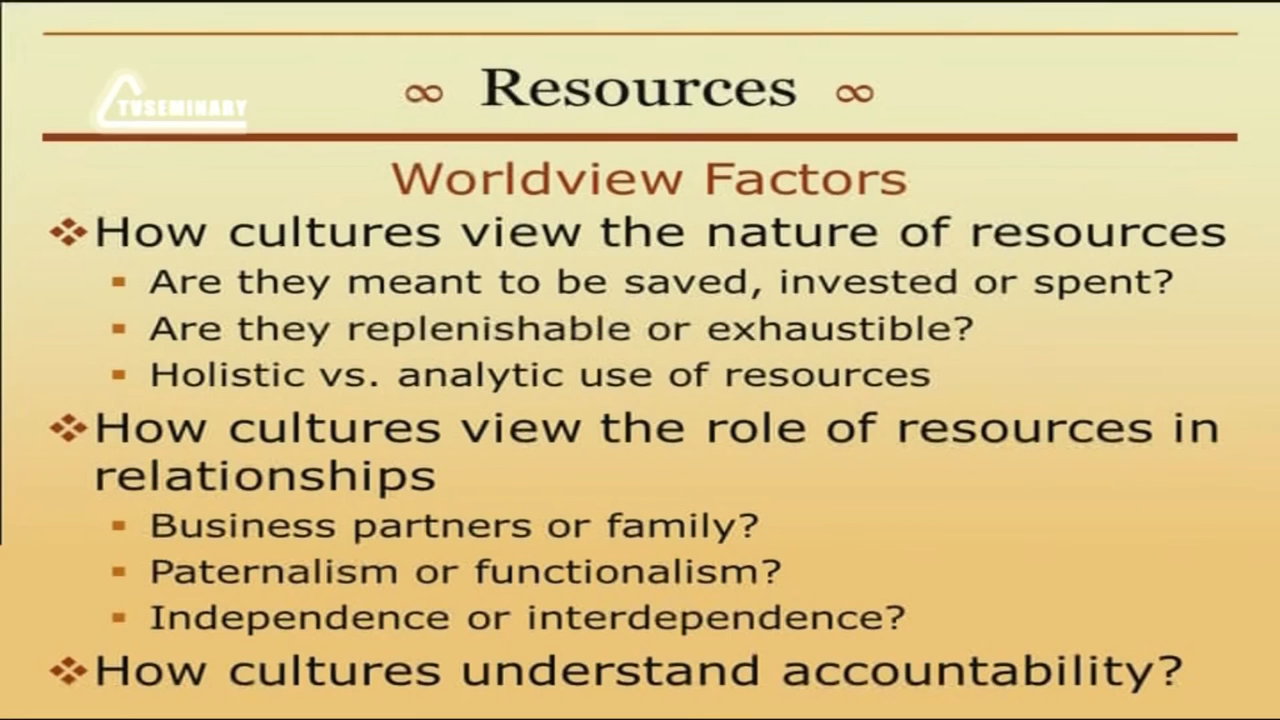 TUSEMINARY
∞ Resources ∞
Worldview Factors
❖How cultures view the nature of resources
▪ Are they meant to be saved, invested or spent?
▪ Are they replenishable or exhaustible?
▪ Holistic vs. analytic use of resources
❖How cultures view the role of resources in
relationships
▪ Business partners or family?
▪ Paternalism or functionalism?
▪ Independence or interdependence?
❖How cultures understand accountability?